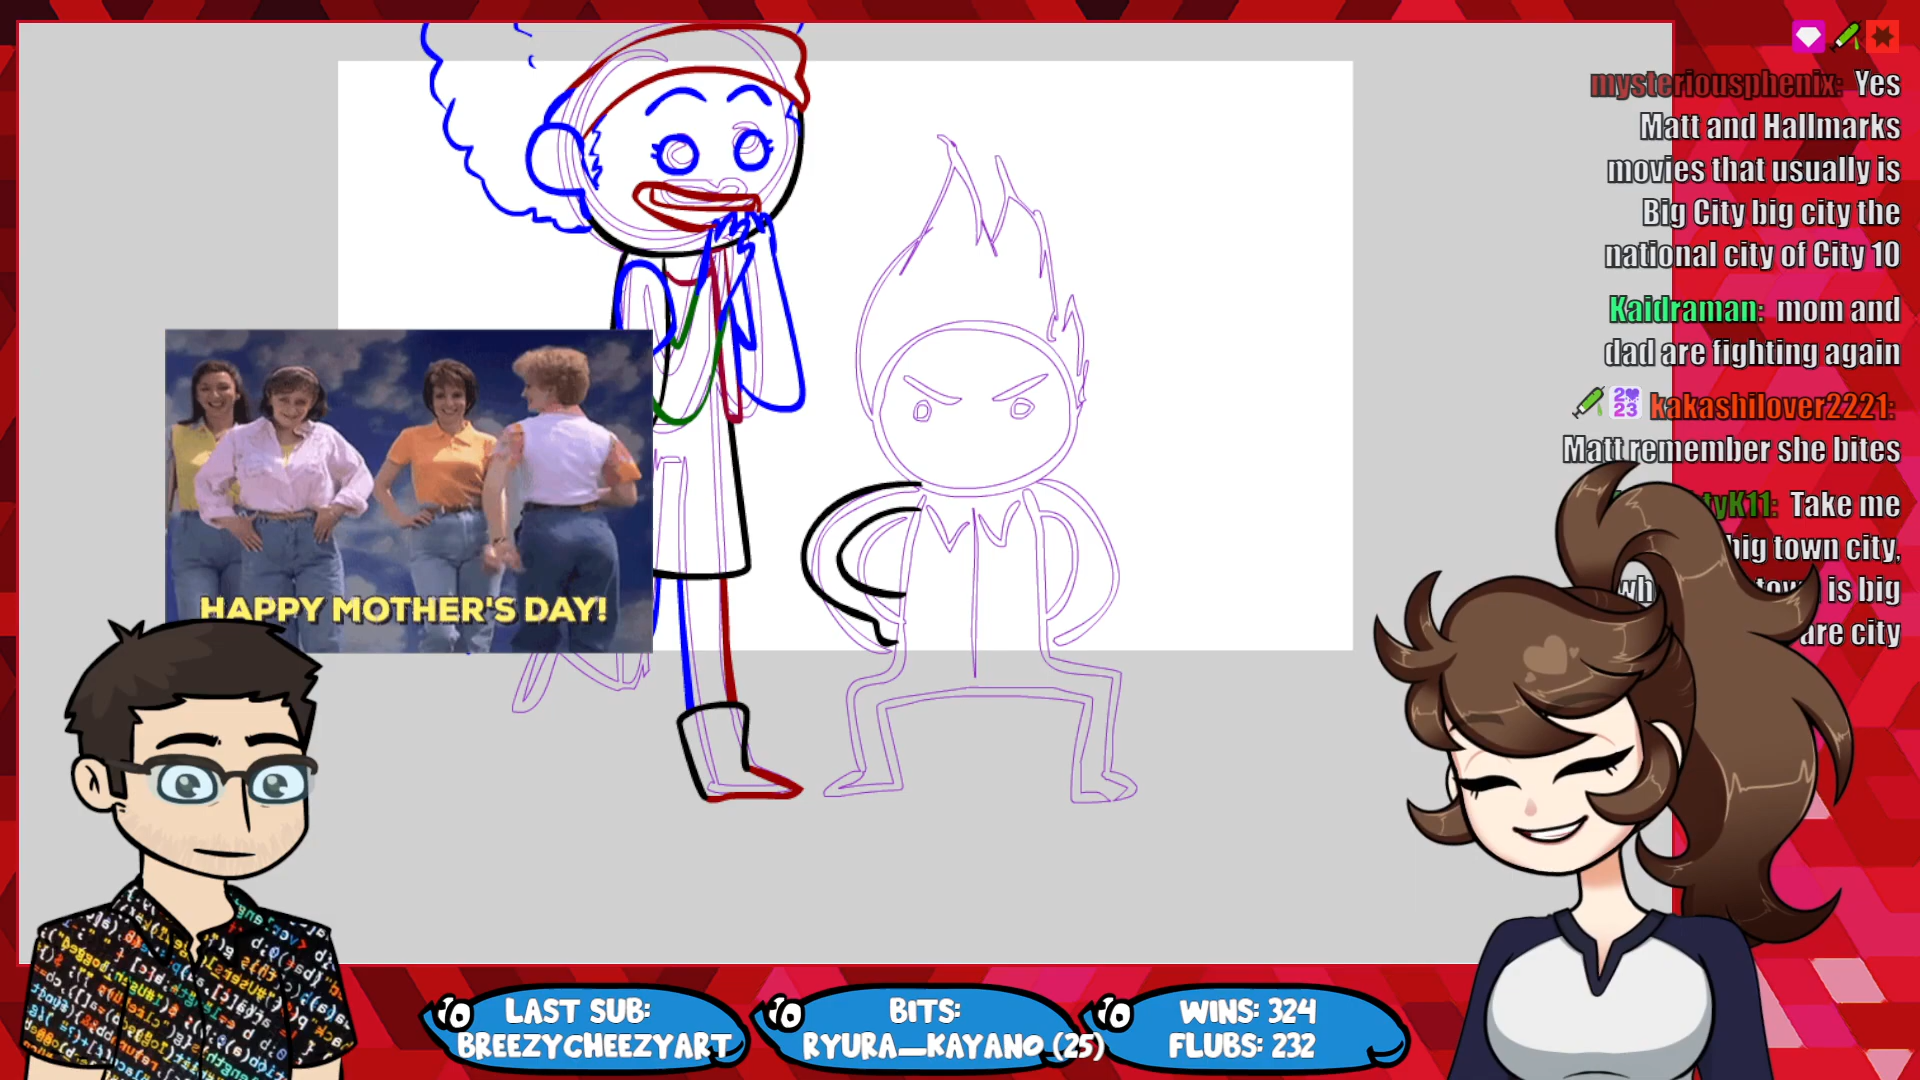 mysteriousphenix: Yes
Matt and Hallmarks
movies that usually is
Big City big city the
national city of City 10
Kaidraman: mom and
dad are fighting again
kakashilover2221:
Matt remember she bites
tyK11: Take me
big town city,
is big
are city
HAPPY MOTHER'S DAY!
LAST SUB:
BREEZYCHEEZYART
BITS:
RYURA_KAYANO (25)
WINS: 324
FLUBS: 232